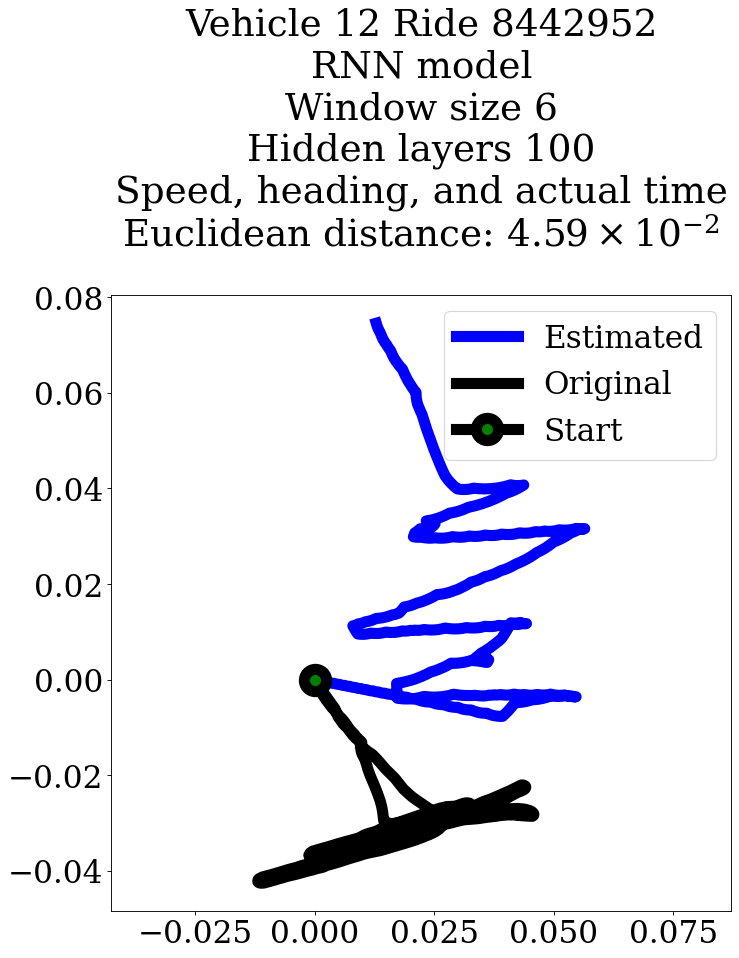 Vehicle 12 Ride 8442952
RNN model
Window size 6
Hidden layers 100
Speed, heading, and actual time
Euclidean distance: 4.59 × 10⁻²
Estimated
Original
Start
0.08
0.06
0.04
0.02
0.00
−0.02
−0.04
−0.025 0.000 0.025 0.050 0.075